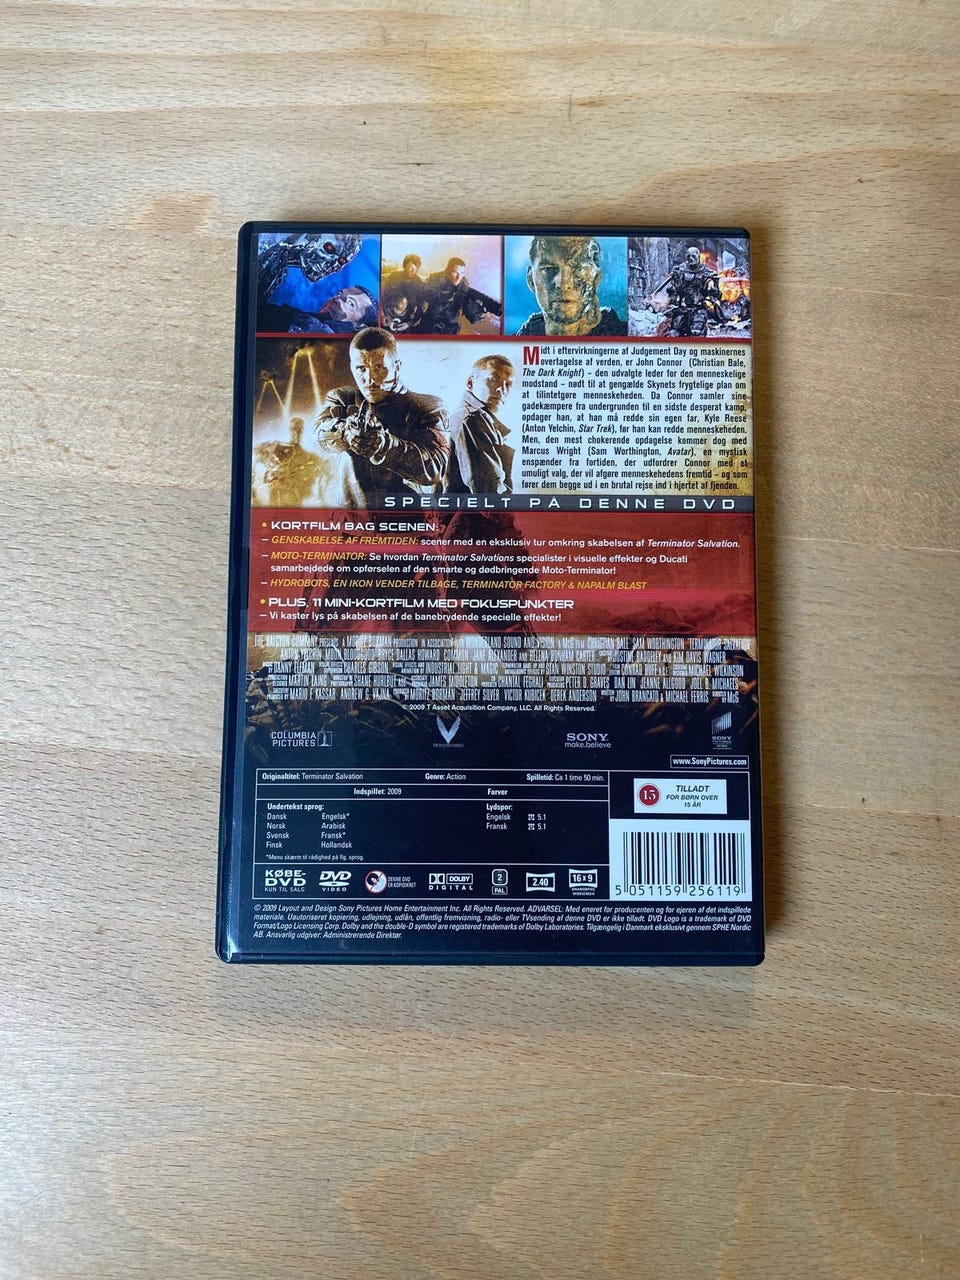 Midt i eftervirkningerne af Judgement Day og maskinernes
overtagelse af verden, er John Connor (Christian Bale,
The Dark Knight) – den udvalgte leder for den menneskelige
modstand – nødt til at gengælde Skynets frygtelige plan om
at tilintetgøre menneskeheden. Da Connor samler sine
gadekæmpere fra undergrunden til en sidste desperat kamp,
opdager han, at han må redde sin egen far, Kyle Reese
(Anton Yelchin, Star Trek), før han kan redde menneskeheden.
Men, den mest chokerende opdagelse kommer dog med
Marcus Wright (Sam Worthington, Avatar), en mystisk
enspænder fra fortiden, der udfordrer Connor med et
umuligt valg, der vil afgøre menneskehedens fremtid – og som
fører dem begge ud i en brutal rejse ind i hjertet af fjenden.
SPECIELT PÅ DENNE DVD
• KORTFILM BAG SCENEN:
– GENSKABELSE AF FREMTIDEN: scener med en eksklusiv tur omkring skabelsen af Terminator Salvation.
– MOTO-TERMINATOR: Se hvordan Terminator Salvations specialister i visuelle effekter og Ducati
samarbejdede om opførselen af den smarte og dødbringende Moto-Terminator!
– HYDROBOTS, EN IKON VENDER TILBAGE, TERMINATOR FACTORY & NAPALM BLAST
• PLUS, 11 MINI-KORTFILM MED FOKUSPUNKTER
– Vi kaster lys på skabelsen af de banebrydende specielle effekter!
© 2009 T Asset Acquisition Company, LLC. All Rights Reserved.
COLUMBIA
PICTURES
SONY
make.believe
SONY
www.SonyPictures.com
Originaltitel: Terminator Salvation Genre: Action Spilletid: Ca 1 time 50 min.
Indspillet: 2009 Farver
Undertekst sprog:
Dansk Engelsk*
Norsk Arabisk
Svensk Fransk*
Finsk Hollandsk
*Menu skærm til rådighed på flg. sprog.
Lydspor:
Engelsk 5.1
Fransk 5.1
15
TILLADT
FOR BØRN OVER
15 ÅR
KØBE-
DVD
KUN TIL SALG
DVD
VIDEO
DENNE DVD
ER KOPISIKRET
DOLBY
DIGITAL
2
PAL
2.40
16×9
ANAMORPHIC
WIDESCREEN
5 051159 256119
© 2009 Layout and Design Sony Pictures Home Entertainment Inc. All Rights Reserved. ADVARSEL: Med eneret for producenten og for ejeren af det indspillede
materiale. Uautoriseret kopiering, udlejning, udlån, offentlig fremvisning, radio- eller TVsending af denne DVD er ikke tilladt. DVD Logo is a trademark of DVD
Format/Logo Licensing Corp. Dolby and the double-D symbol are registered trademarks of Dolby Laboratories. Tilgængelig i Danmark eksklusivt gennem SPHE Nordic
AB. Ansvarlig udgiver: Administrerende Direktør.